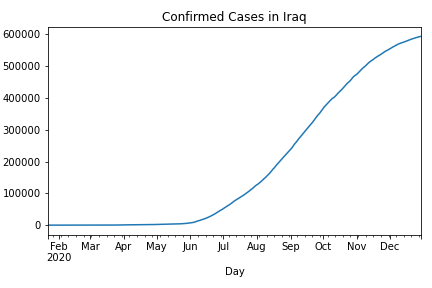 Confirmed Cases in Iraq
600000
500000
400000
300000
200000
100000
0
Feb Mar Apr May Jun Jul Aug Sep Oct Nov Dec
2020
Day